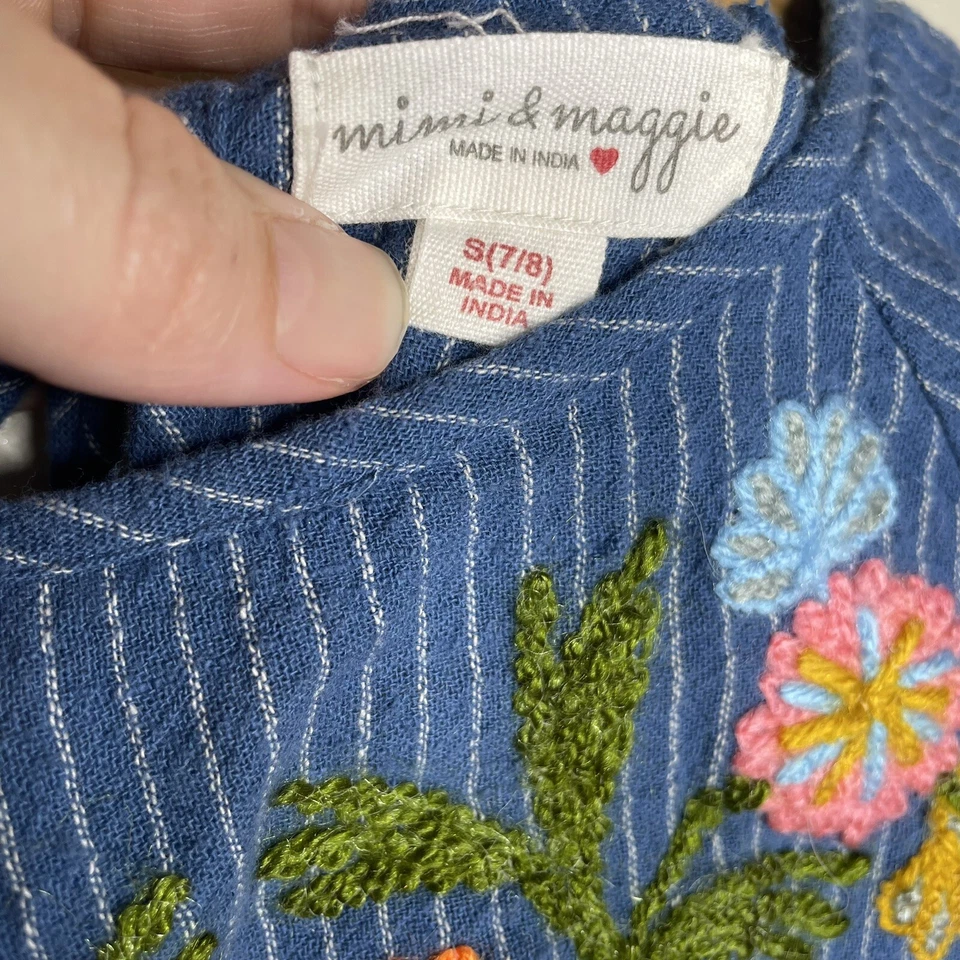 mimi & maggie
MADE IN INDIA
S(7/8)
MADE IN
INDIA